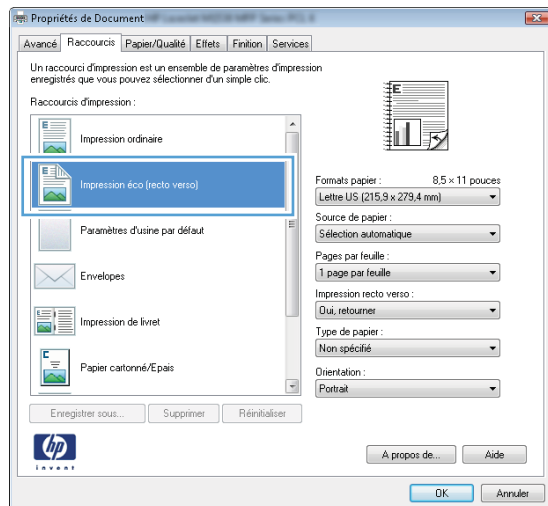 Propriétés de Document
Avancé Raccourcis Papier/Qualité Effets Finition Services
Un raccourci d'impression est un ensemble de paramètres d'impression
enregistrés que vous pouvez sélectionner d'un simple clic.
Raccourcis d'impression :
Impression ordinaire
Impression éco (recto verso)
Paramètres d'usine par défaut
Envelopes
Impression de livret
Papier cartonné/Epais
Enregistrer sous... Supprimer Réinitialiser
E
Formats papier : 8,5 × 11 pouces
Lettre US (215,9 x 279,4 mm)
Source de papier :
Sélection automatique
Pages par feuille :
1 page par feuille
Impression recto verso :
Oui, retourner
Type de papier :
Non spécifié
Orientation :
Portrait
hp
invent
A propos de... Aide
OK Annuler